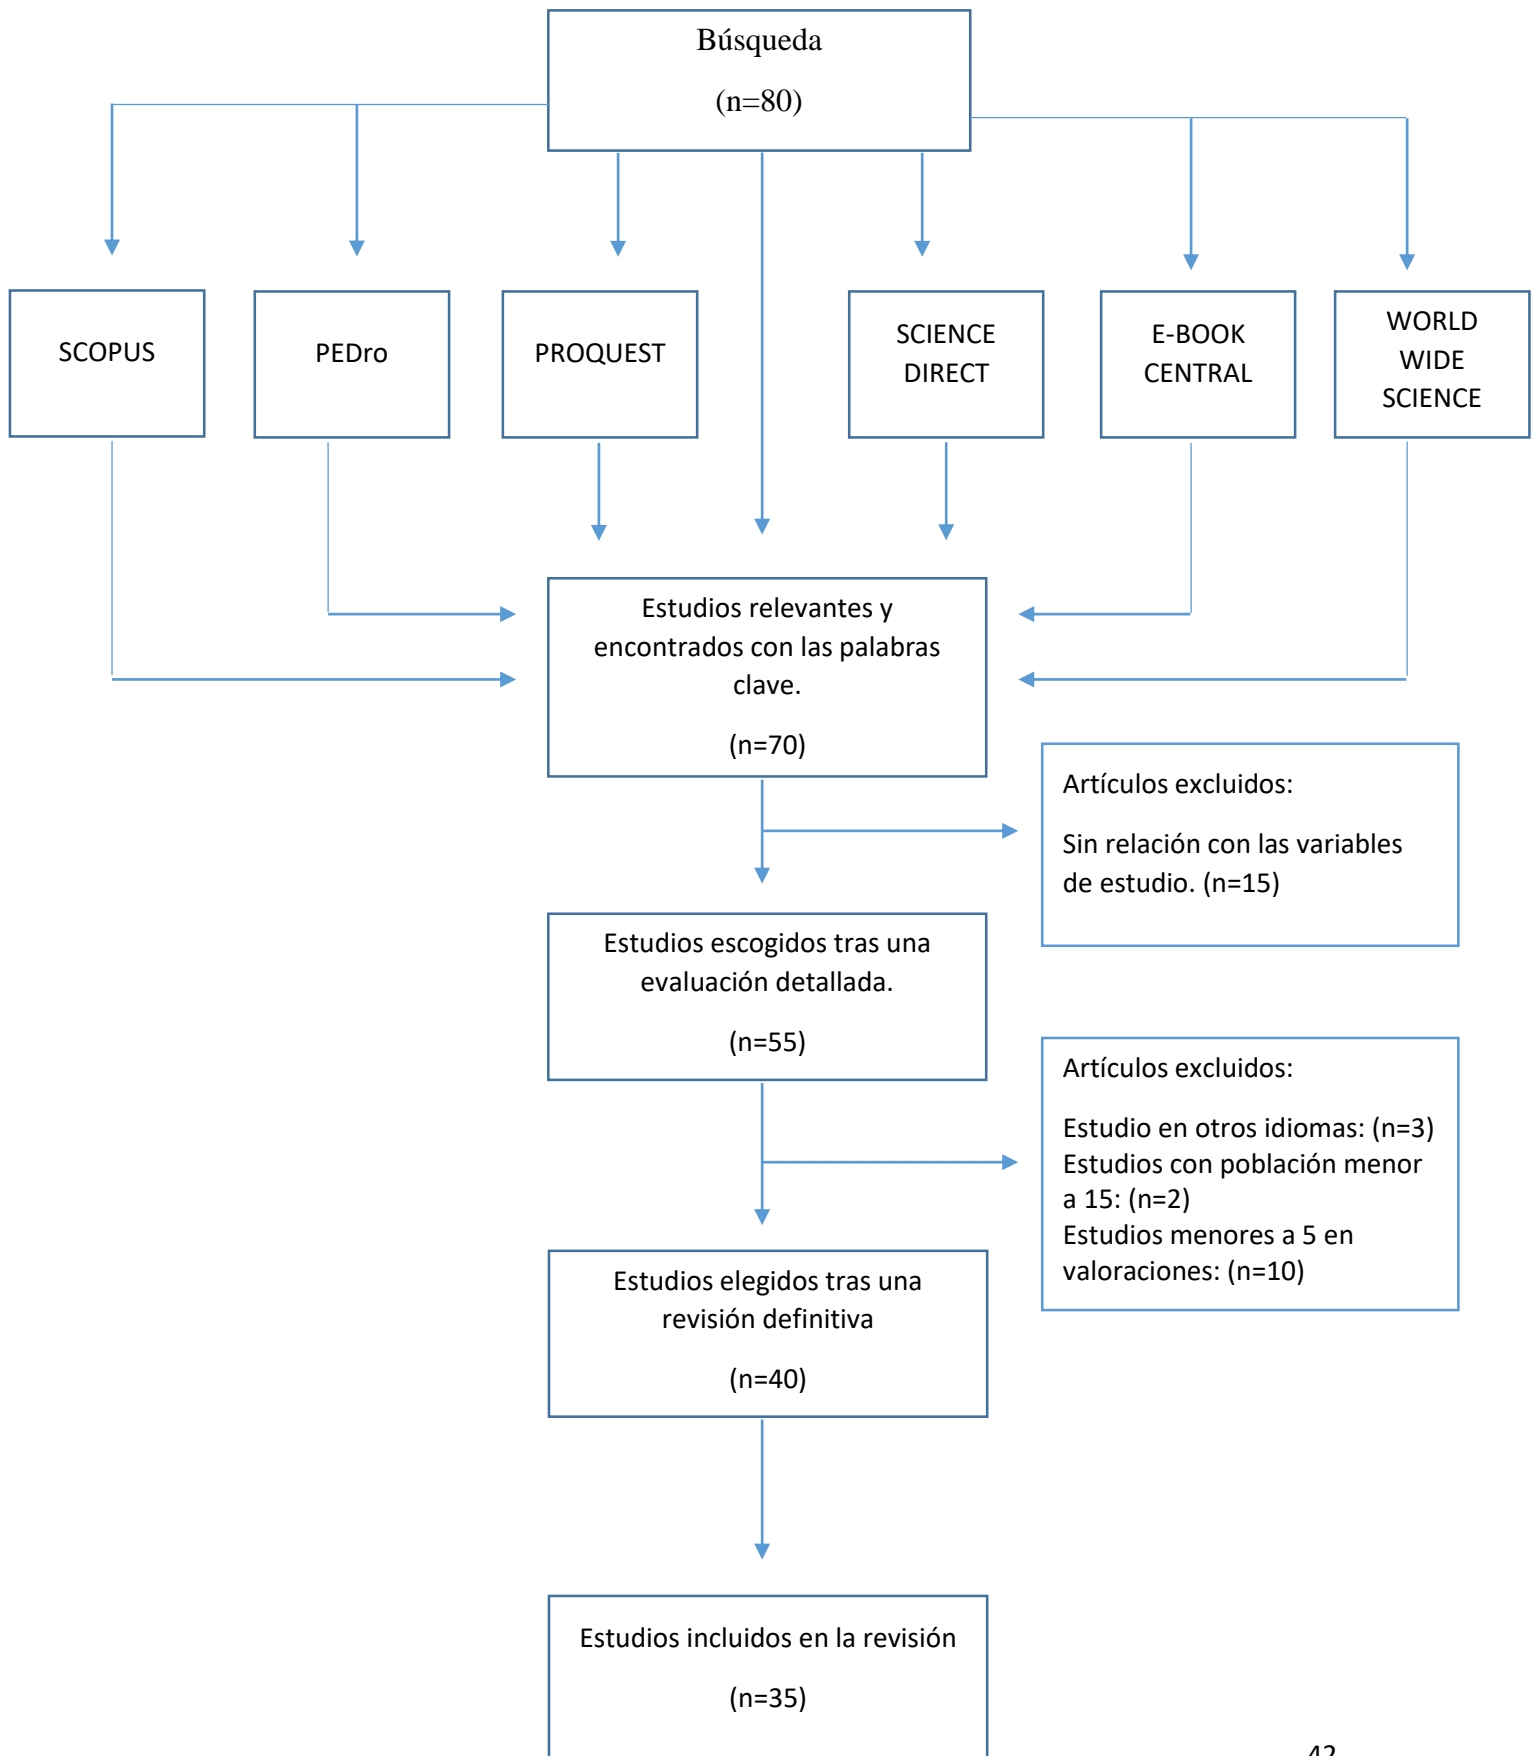 Búsqueda
(n=80)
SCOPUS
PEDro
PROQUEST
SCIENCE
DIRECT
E-BOOK
CENTRAL
WORLD
WIDE
SCIENCE
Estudios relevantes y
encontrados con las palabras
clave.
(n=70)
Artículos excluidos:
Sin relación con las variables
de estudio. (n=15)
Estudios escogidos tras una
evaluación detallada.
(n=55)
Artículos excluidos:
Estudio en otros idiomas: (n=3)
Estudios con población menor
a 15: (n=2)
Estudios menores a 5 en
valoraciones: (n=10)
Estudios elegidos tras una
revisión definitiva
(n=40)
Estudios incluidos en la revisión
(n=35)
42